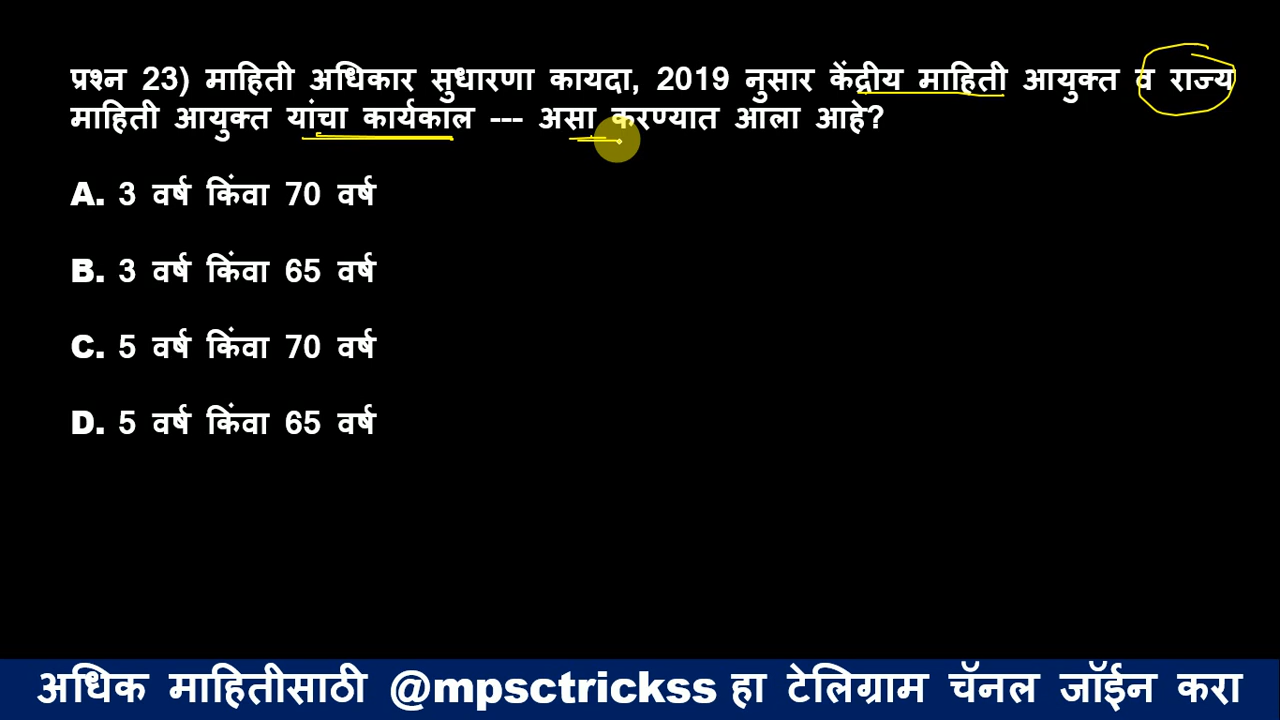 प्रश्न 23) माहिती अधिकार सुधारणा कायदा, 2019 नुसार केंद्रीय माहिती आयुक्त व राज्य
माहिती आयुक्त यांचा कार्यकाल --- असा करण्यात आला आहे?
A. 3 वर्ष किंवा 70 वर्ष
B. 3 वर्ष किंवा 65 वर्ष
C. 5 वर्ष किंवा 70 वर्ष
D. 5 वर्ष किंवा 65 वर्ष
अधिक माहितीसाठी @mpsctrickss हा टेलिग्राम चॅनल जॉईन करा